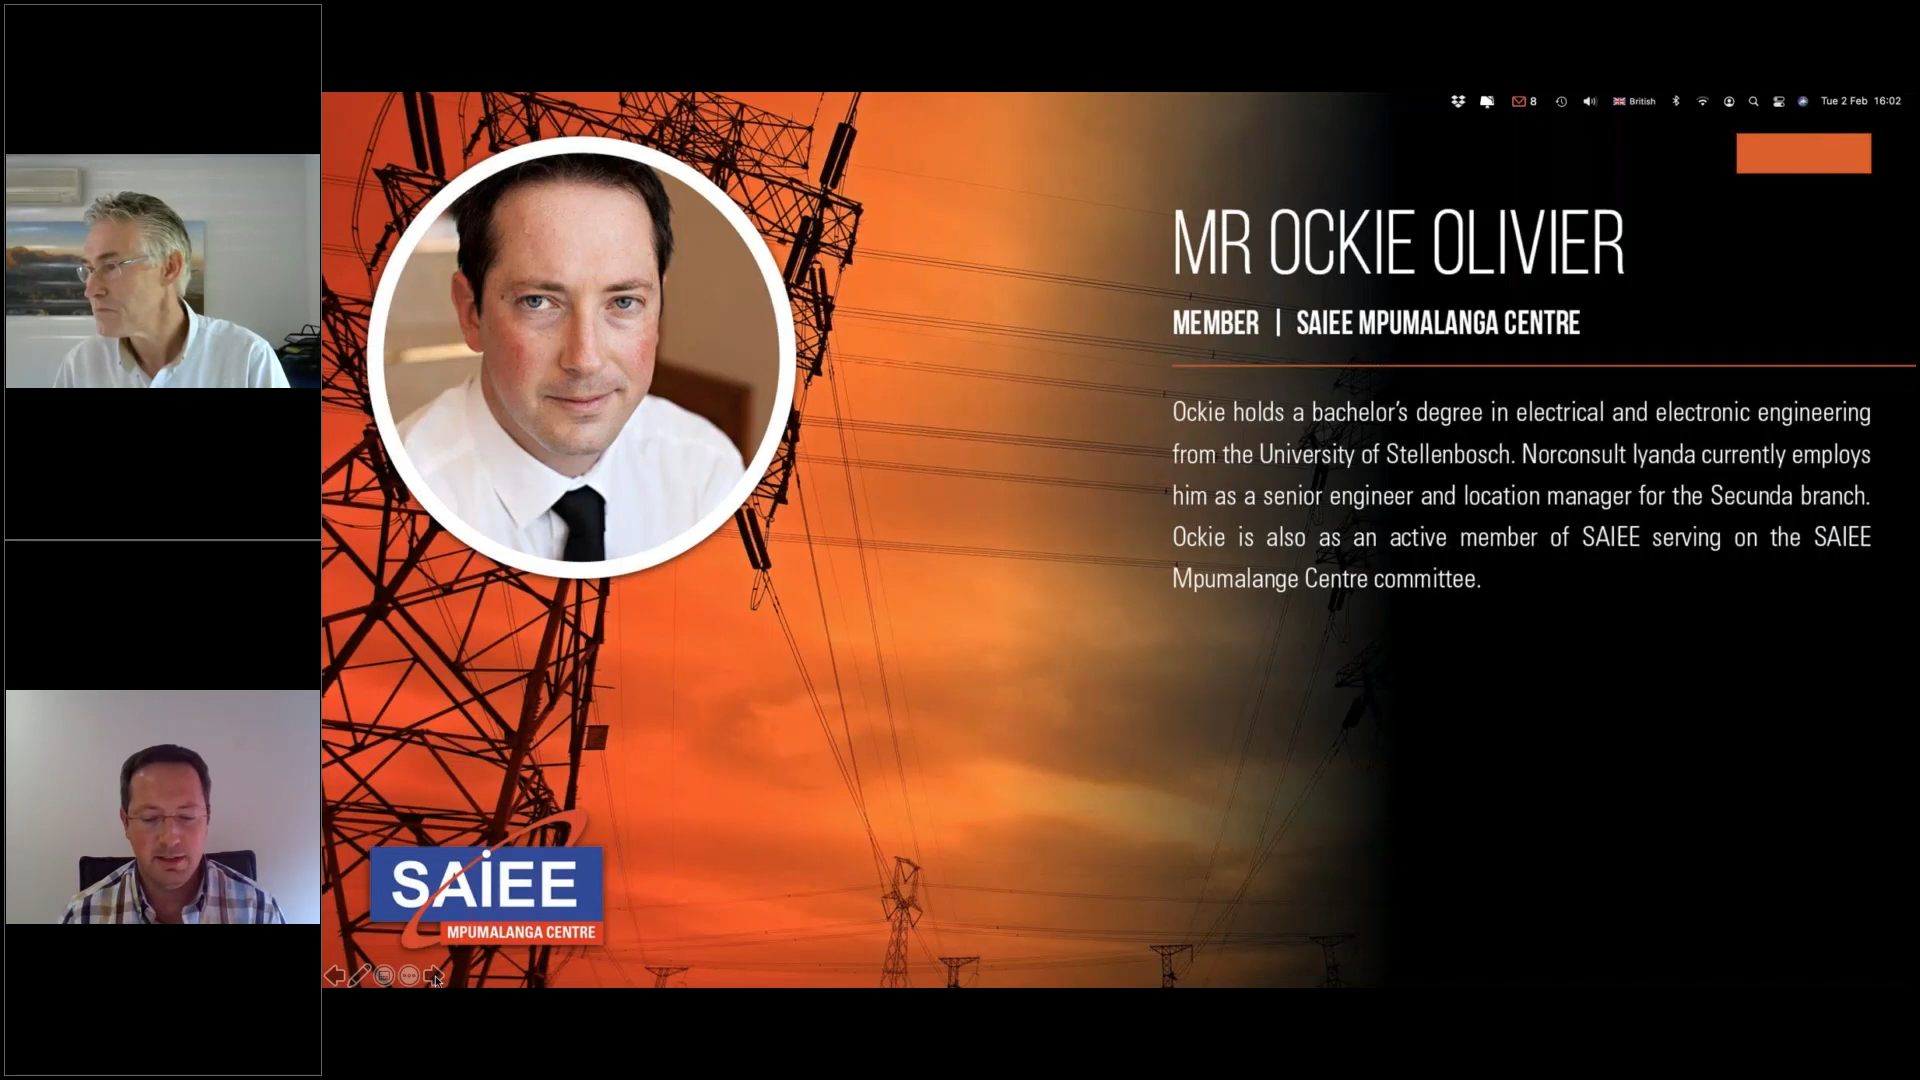 8 British Tue 2 Feb 16:02
MR OCKIE OLIVIER
MEMBER | SAIEE MPUMALANGA CENTRE
Ockie holds a bachelor's degree in electrical and electronic engineering
from the University of Stellenbosch. Norconsult Iyanda currently employs
him as a senior engineer and location manager for the Secunda branch.
Ockie is also as an active member of SAIEE serving on the SAIEE
Mpumalange Centre committee.
SAiEE
MPUMALANGA CENTRE